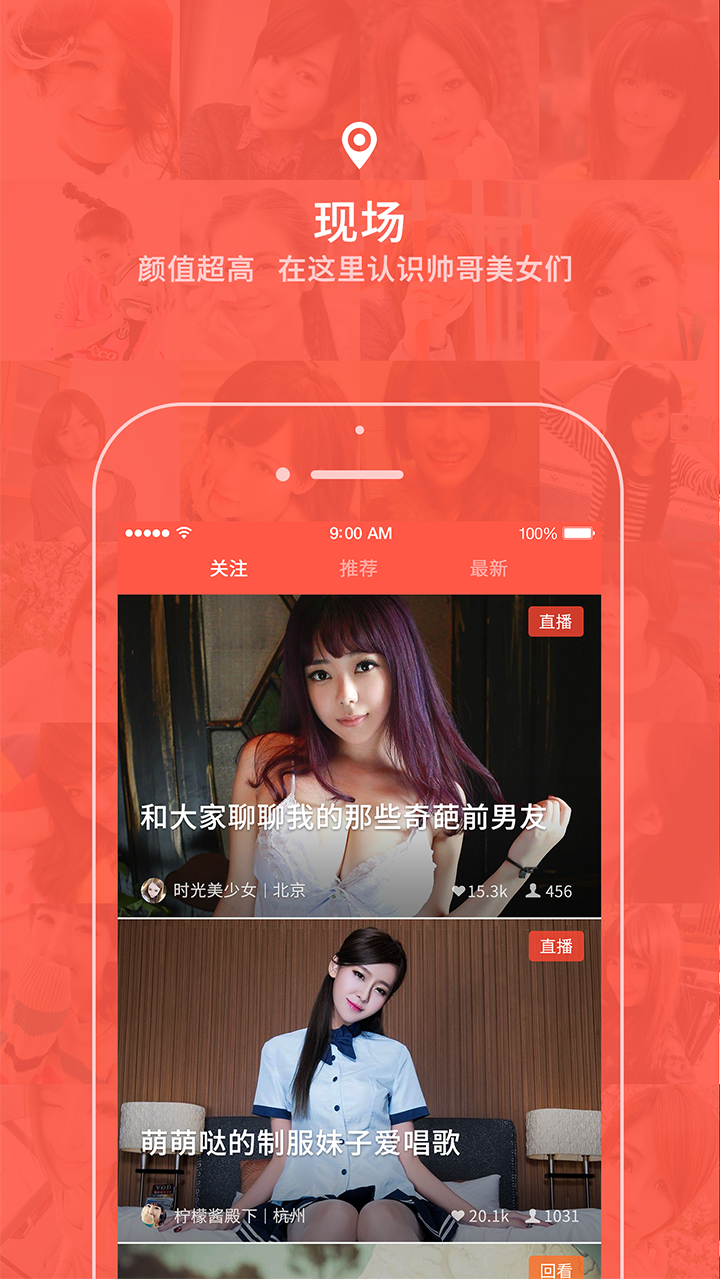 现场
颜值超高 在这里认识帅哥美女们
9:00 AM 100%
关注 推荐 最新
直播
和大家聊聊我的那些奇葩前男友
时光美少女 | 北京 15.3k 456
直播
萌萌哒的制服妹子爱唱歌
柠檬酱殿下 | 杭州 20.1k 1031
回看